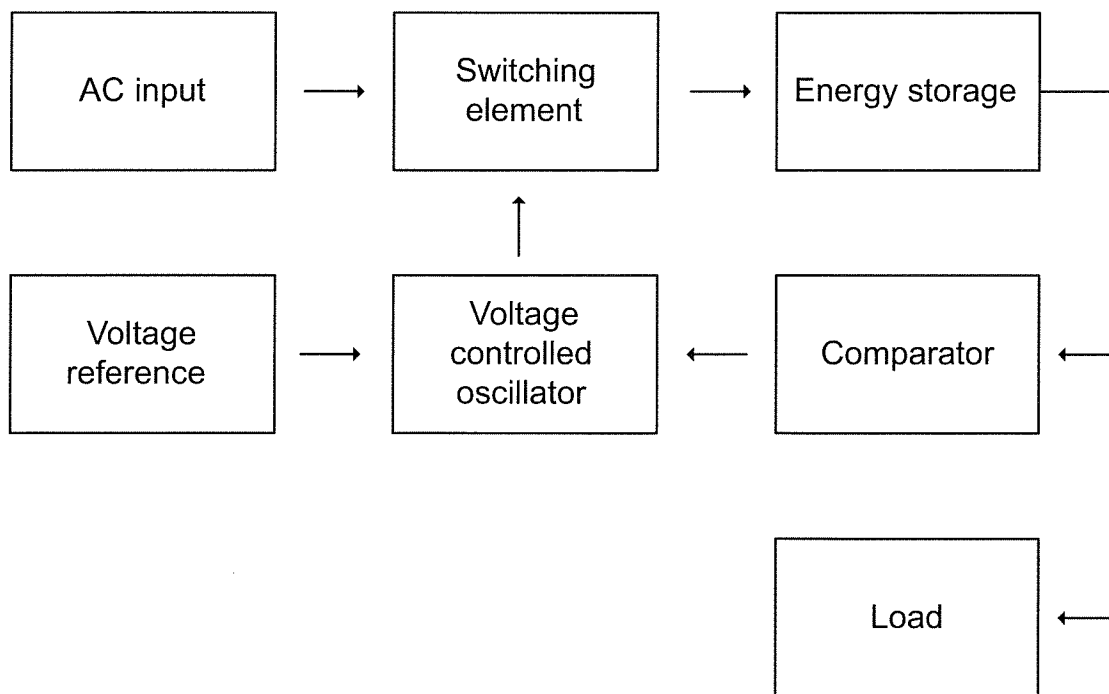 AC input
Switching
element
Energy storage
Voltage
reference
Voltage
controlled
oscillator
Comparator
Load